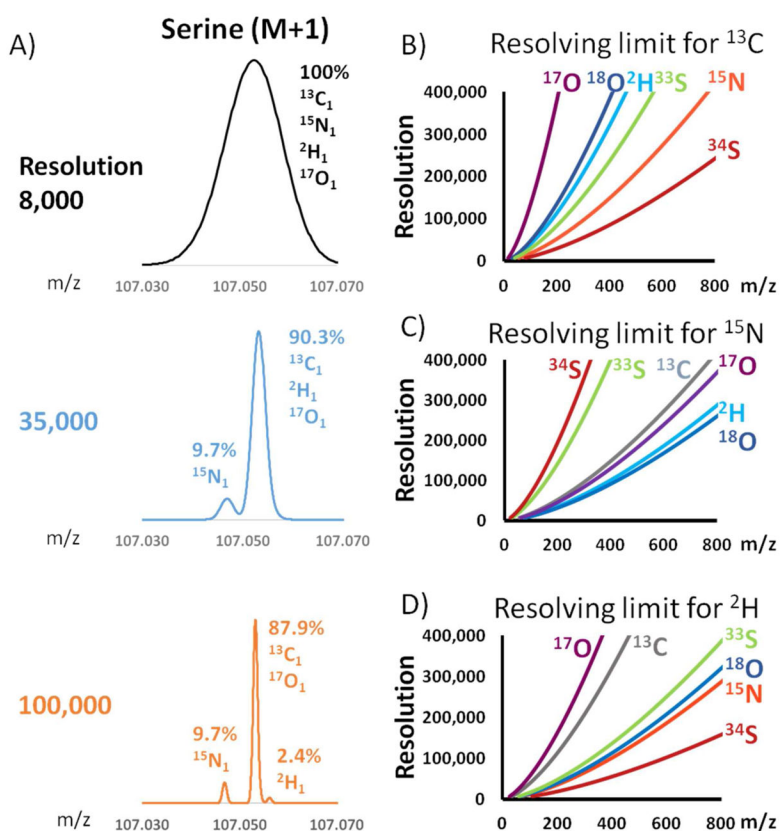 A)
Serine (M+1)
100%
¹³C₁
¹⁵N₁
²H₁
¹⁷O₁
Resolution
8,000
m/z
107.030 107.050 107.070
35,000
90.3%
¹³C₁
²H₁
¹⁷O₁
9.7%
¹⁵N₁
m/z
107.030 107.050 107.070
100,000
87.9%
¹³C₁
¹⁷O₁
9.7%
¹⁵N₁
2.4%
²H₁
m/z
107.030 107.050 107.070
B)
Resolving limit for ¹³C
Resolution
400,000
300,000
200,000
100,000
0
¹⁷O ¹⁸O ²H ³³S ¹⁵N
³⁴S
0 200 400 600 800 m/z
C)
Resolving limit for ¹⁵N
Resolution
400,000
300,000
200,000
100,000
0
³⁴S ³³S ¹³C ¹⁷O
²H
¹⁸O
0 200 400 600 800 m/z
D)
Resolving limit for ²H
Resolution
400,000
300,000
200,000
100,000
0
¹⁷O ¹³C ³³S
¹⁸O
¹⁵N
³⁴S
0 200 400 600 800 m/z